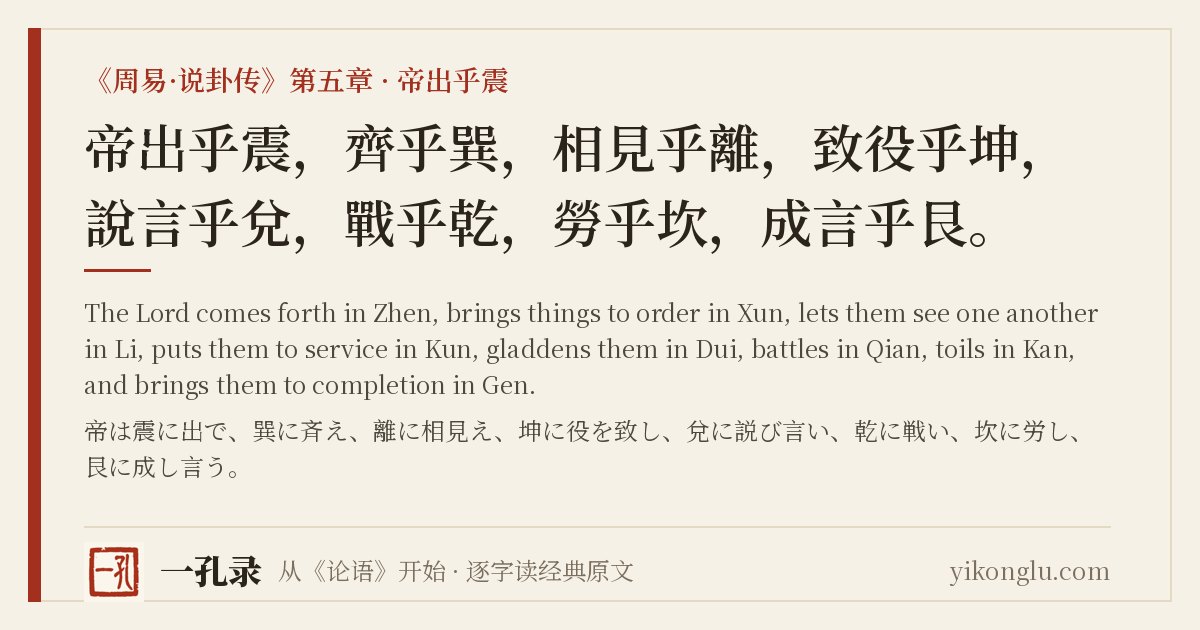 《周易·说卦传》第五章 · 帝出乎震
帝出乎震，齊乎巽，相見乎離，致役乎坤，
說言乎兌，戰乎乾，勞乎坎，成言乎艮。
The Lord comes forth in Zhen, brings things to order in Xun, lets them see one another
in Li, puts them to service in Kun, gladdens them in Dui, battles in Qian, toils in Kan,
and brings them to completion in Gen.
帝は震に出で、巽に斉え、離に相見え、坤に役を致し、兌に説び言い、乾に戦い、坎に労し、
艮に成し言う。
一孔
一孔录
从《论语》开始 · 逐字读经典原文
yikonglu.com